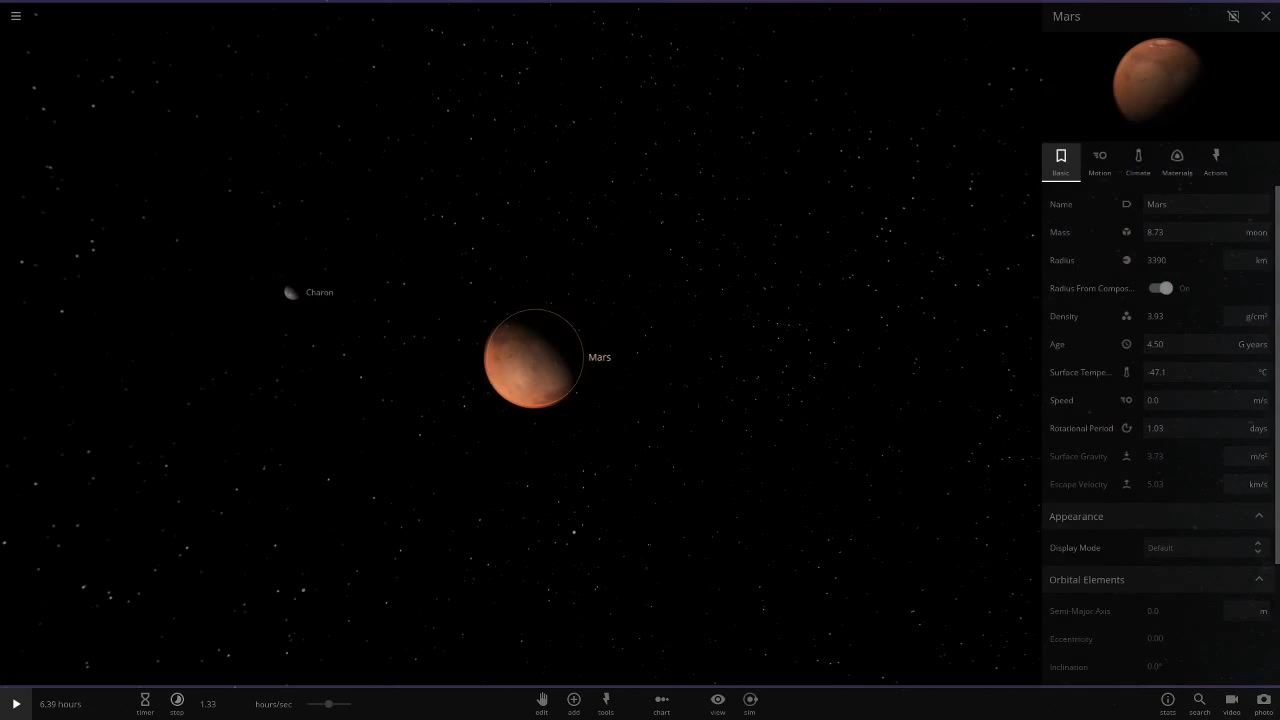 Mars
Basic Motion Climate Materials Actions
Name Mars
Mass 8.73 moon
Radius 3390 km
Radius From Compos... On
Density 3.93 g/cm³
Age 4.50 G years
Surface Tempe... -47.1 °C
Speed 0.0 m/s
Rotational Period 1.03 days
Surface Gravity 3.73 m/s²
Escape Velocity 5.03 km/s
Appearance
Display Mode Default
Orbital Elements
Semi-Major Axis 0.0 m
Eccentricity 0.00
Inclination 0.0°
Charon
Mars
6.39 hours timer step 1.33 hours/sec edit add tools chart view sim stats search video photo